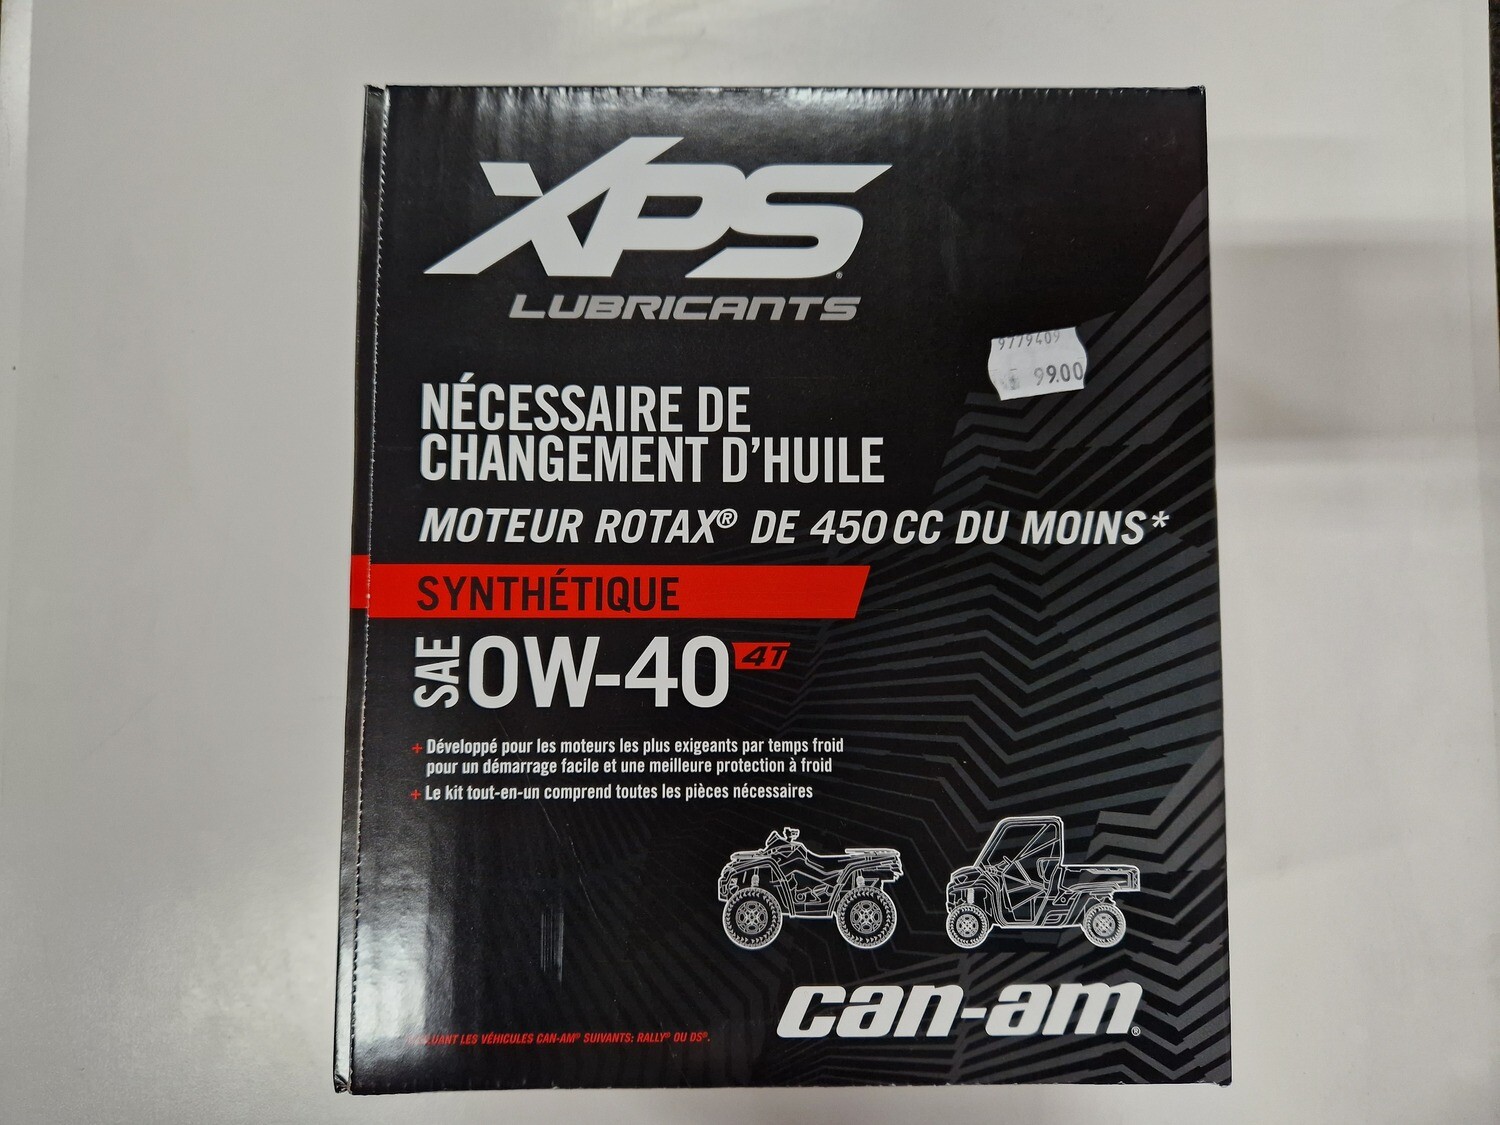 XPS
LUBRICANTS
9779409
99.00
NÉCESSAIRE DE
CHANGEMENT D'HUILE
MOTEUR ROTAX® DE 450 CC DU MOINS*
SYNTHÉTIQUE
SAE 0W-40 4T
+ Développé pour les moteurs les plus exigeants par temps froid
pour un démarrage facile et une meilleure protection à froid
+ Le kit tout-en-un comprend toutes les pièces nécessaires
can-am®
LES VÉHICULES CAN-AM® SUIVANTS: RALLY® OU DS®.